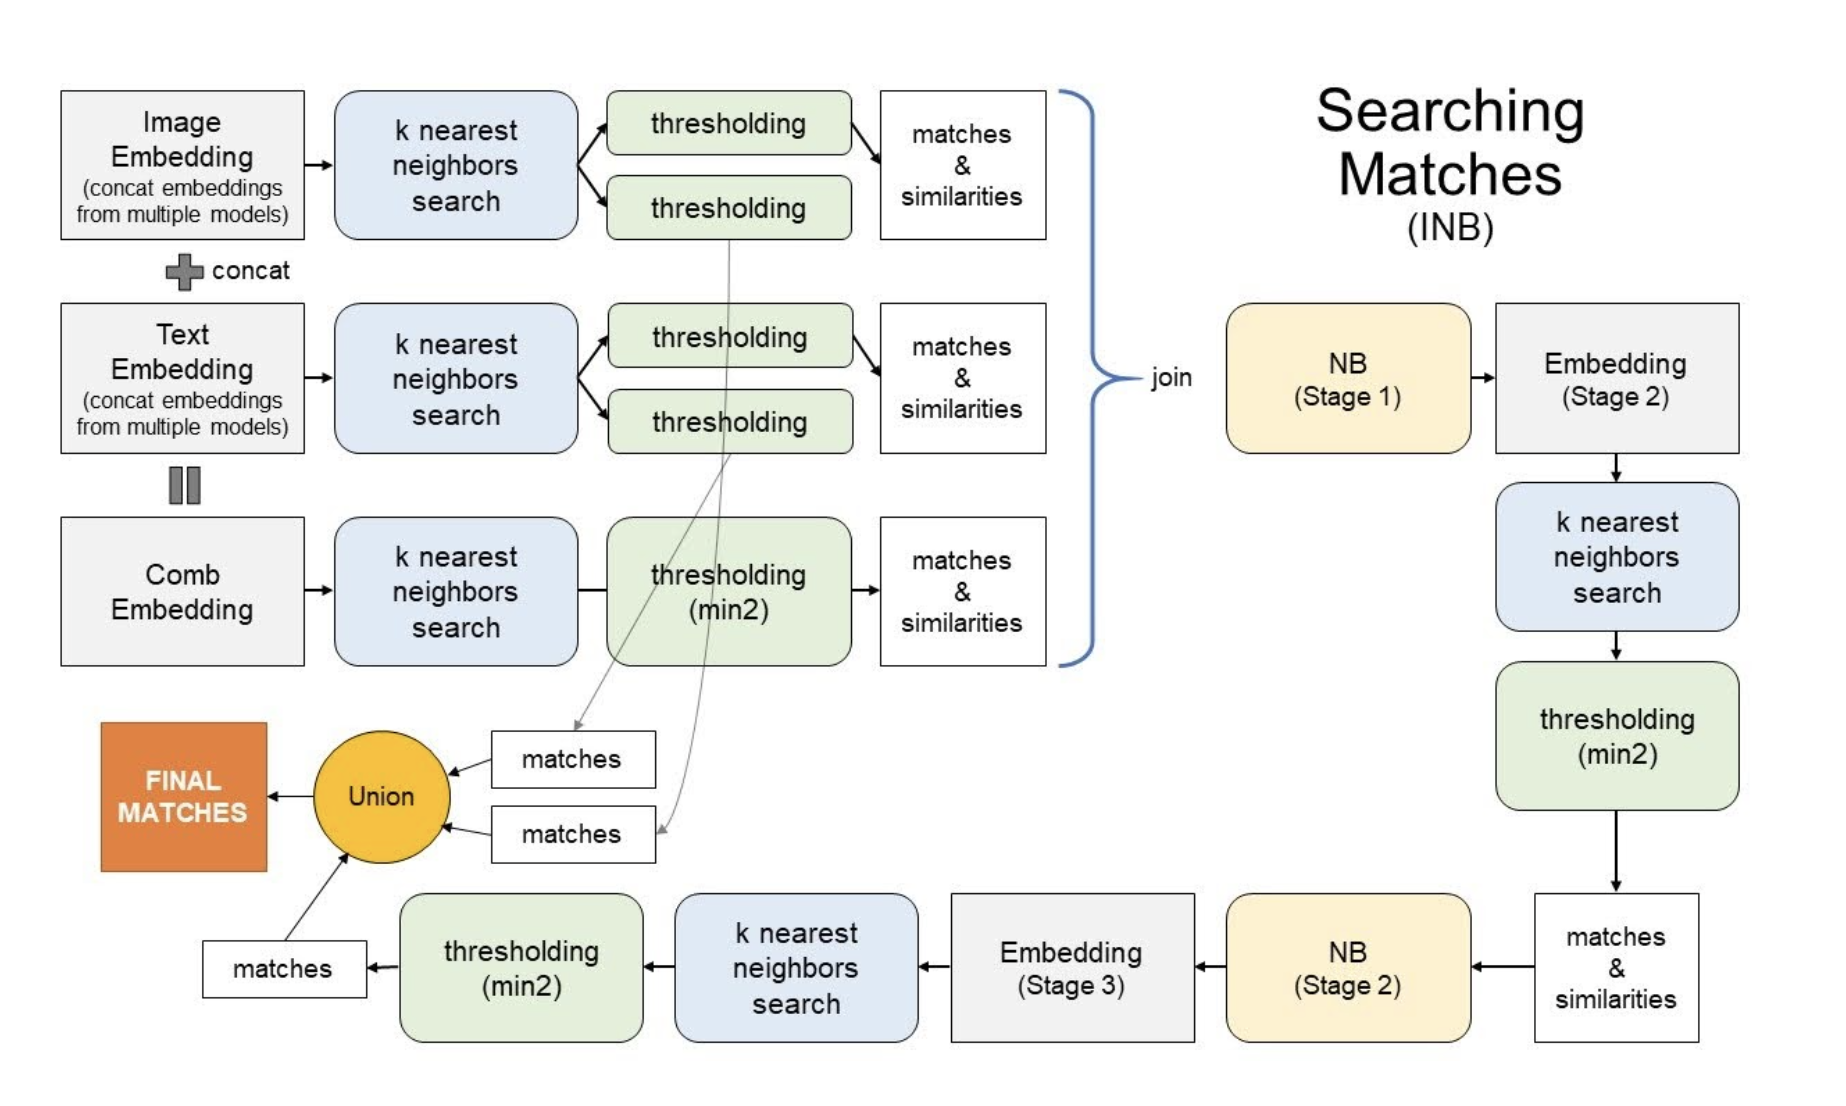 Searching
Matches
(INB)
Image
Embedding
(concat embeddings
from multiple models)
k nearest
neighbors
search
thresholding
thresholding
matches
&
similarities
concat
Text
Embedding
(concat embeddings
from multiple models)
k nearest
neighbors
search
thresholding
thresholding
matches
&
similarities
Comb
Embedding
k nearest
neighbors
search
thresholding
(min2)
matches
&
similarities
join
NB
(Stage 1)
Embedding
(Stage 2)
k nearest
neighbors
search
thresholding
(min2)
matches
&
similarities
NB
(Stage 2)
Embedding
(Stage 3)
k nearest
neighbors
search
thresholding
(min2)
matches
matches
matches
Union
FINAL
MATCHES